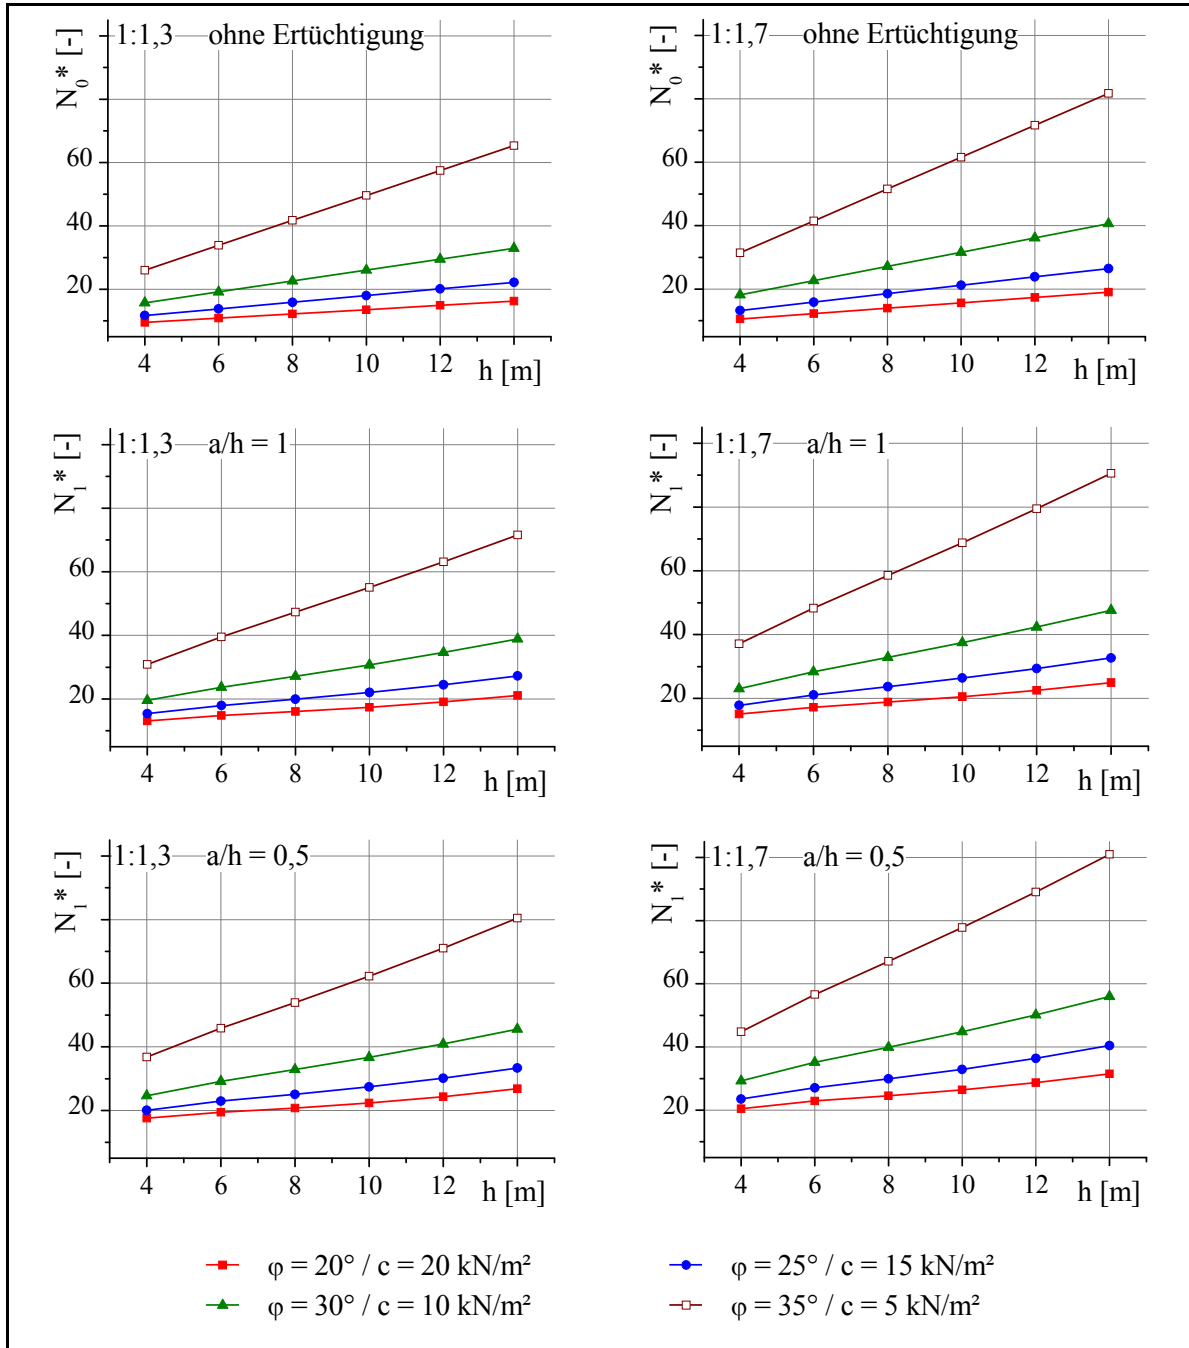 1:1,3 ohne Ertüchtigung
N₀* [-]
60
40
20
4 6 8 10 12 h [m]
1:1,7 ohne Ertüchtigung
N₀* [-]
60
40
20
4 6 8 10 12 h [m]
1:1,3 a/h = 1
N₁* [-]
60
40
20
4 6 8 10 12 h [m]
1:1,7 a/h = 1
N₁* [-]
60
40
20
4 6 8 10 12 h [m]
1:1,3 a/h = 0,5
N₁* [-]
60
40
20
4 6 8 10 12 h [m]
1:1,7 a/h = 0,5
N₁* [-]
60
40
20
4 6 8 10 12 h [m]
φ = 20° / c = 20 kN/m²
φ = 25° / c = 15 kN/m²
φ = 30° / c = 10 kN/m²
φ = 35° / c = 5 kN/m²